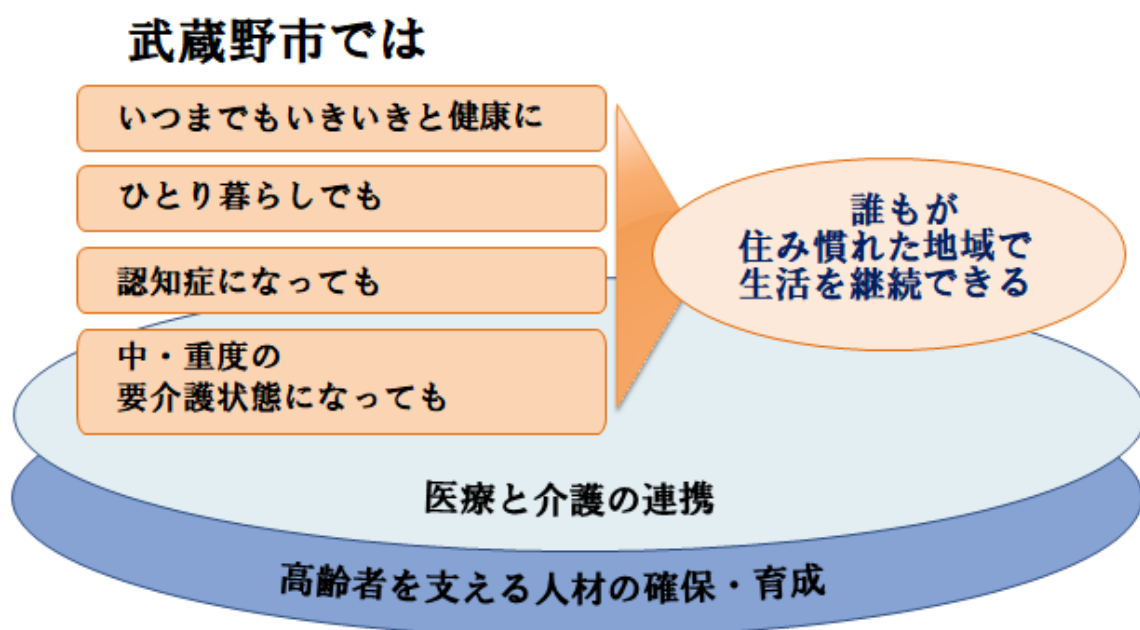 武蔵野市では
いつまでもいきいきと健康に
ひとり暮らしでも
認知症になっても
中・重度の
要介護状態になっても
誰もが
住み慣れた地域で
生活を継続できる
医療と介護の連携
高齢者を支える人材の確保・育成